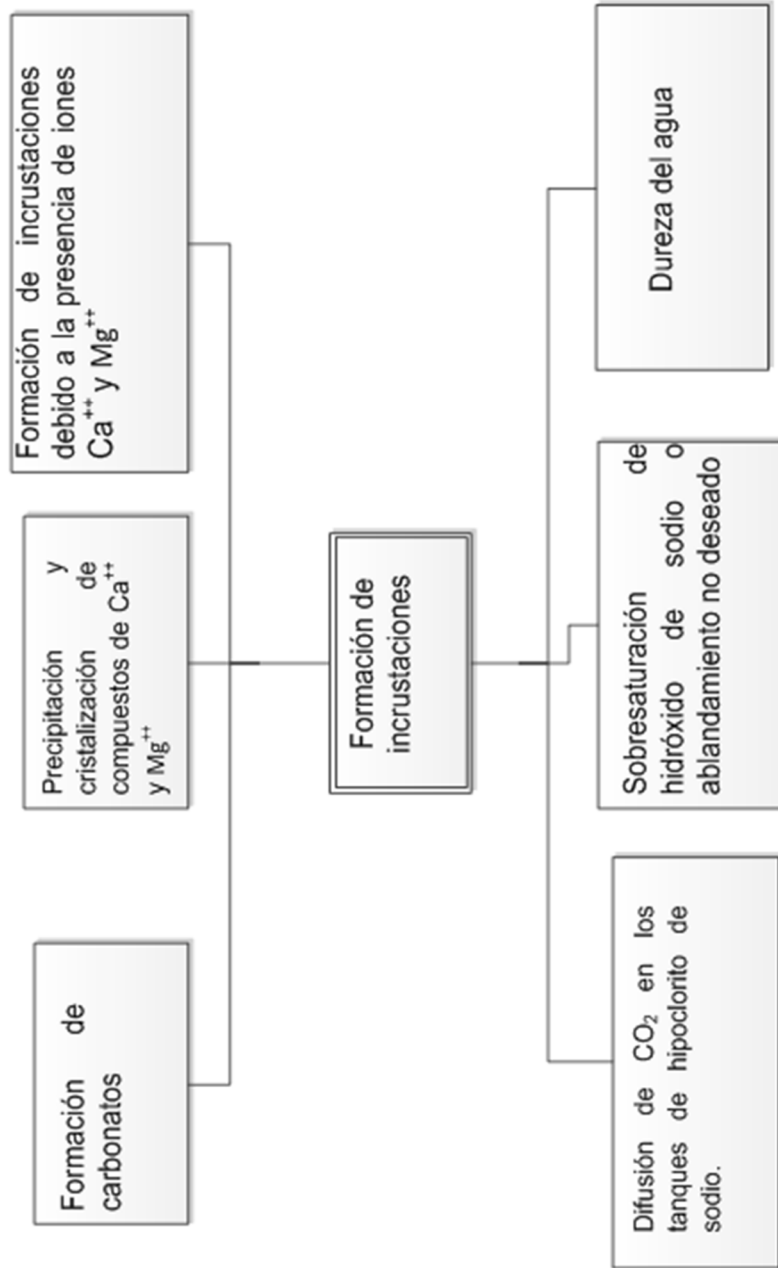 Formación de
carbonatos
Precipitación y
cristalización de
compuestos de Ca⁺⁺
y Mg⁺⁺
Formación de incrustaciones
debido a la presencia de iones
Ca⁺⁺ y Mg⁺⁺
Formación de
incrustaciones
Difusión de CO₂ en los
tanques de hipoclorito de
sodio.
Sobresaturación de
hidróxido de sodio o
ablandamiento no deseado
Dureza del agua